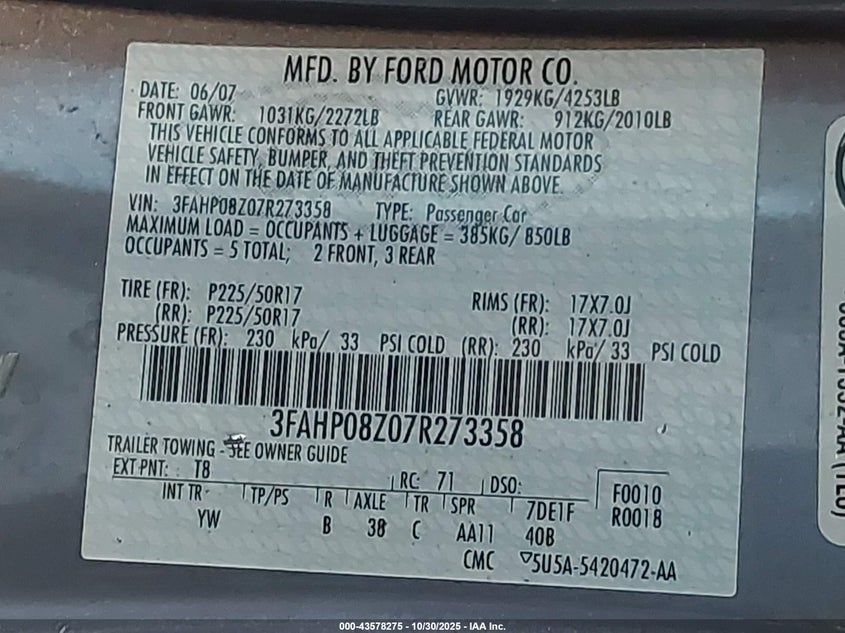 MFD. BY FORD MOTOR CO.
DATE: 06/07 GVWR: 1929KG/4253LB
FRONT GAWR: 1031KG/2272LB REAR GAWR: 912KG/2010LB
THIS VEHICLE CONFORMS TO ALL APPLICABLE FEDERAL MOTOR
VEHICLE SAFETY, BUMPER, AND THEFT PREVENTION STANDARDS
IN EFFECT ON THE DATE OF MANUFACTURE SHOWN ABOVE.
VIN: 3FAHP08Z07R273358 TYPE: Passenger Car
MAXIMUM LOAD = OCCUPANTS + LUGGAGE = 385KG/ 850LB
OCCUPANTS = 5 TOTAL; 2 FRONT, 3 REAR
TIRE (FR): P225/50R17 RIMS (FR): 17X7.0J
(RR): P225/50R17 (RR): 17X7.0J
PRESSURE (FR): 230 kPa/ 33 PSI COLD (RR): 230 kPa/ 33 PSI COLD
3FAHP08Z07R273358
TRAILER TOWING - SEE OWNER GUIDE
EXT PNT: T8 RC: 71 DSO: F0010
INT TR TP/PS R AXLE TR SPR 7DE1F R0018
YW B 38 C AA11 40B
CMC 5U5A-5420472-AA
000-43578275 - 10/30/2025 - IAA Inc.